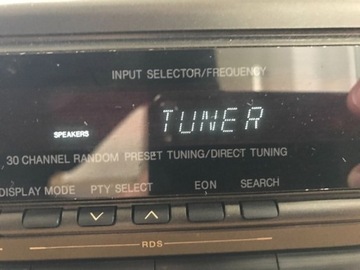 INPUT SELECTOR/FREQUENCY
TUNER
SPEAKERS
30 CHANNEL RANDOM PRESET TUNING/DIRECT TUNING
DISPLAY MODE PTY SELECT EON SEARCH
RDS